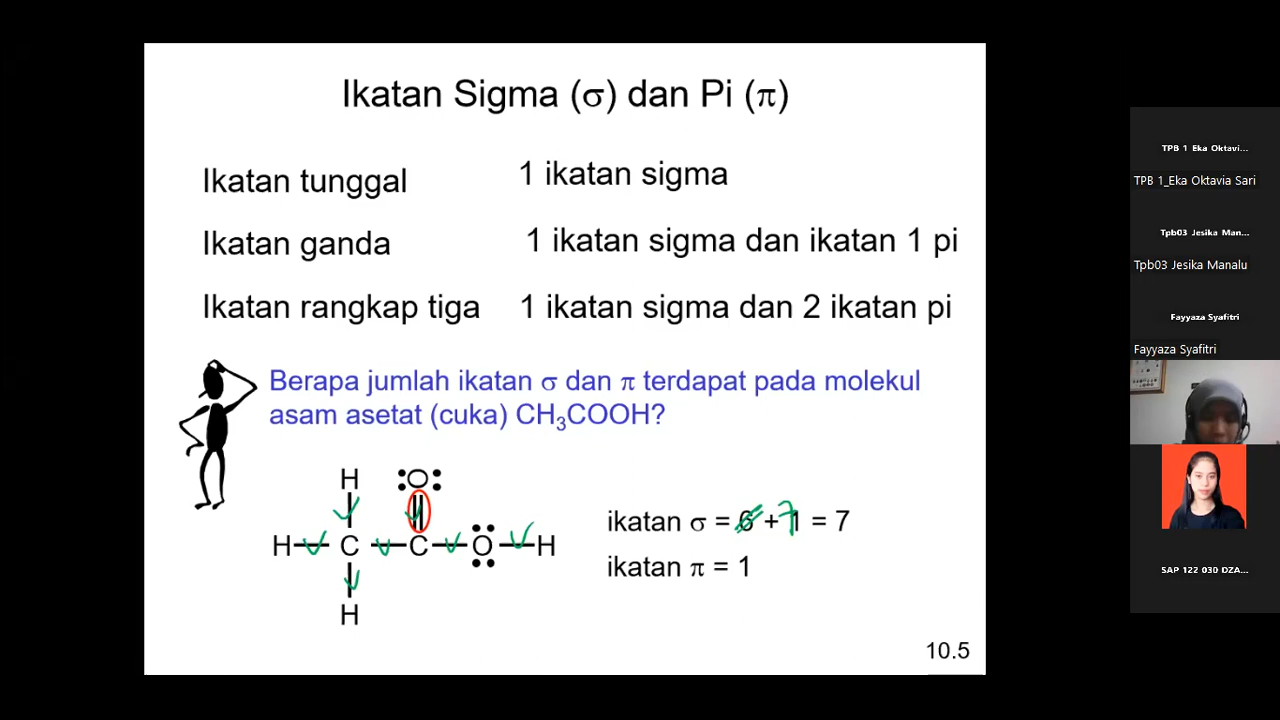 Ikatan Sigma (σ) dan Pi (π)
Ikatan tunggal 1 ikatan sigma
Ikatan ganda 1 ikatan sigma dan ikatan 1 pi
Ikatan rangkap tiga 1 ikatan sigma dan 2 ikatan pi
Berapa jumlah ikatan σ dan π terdapat pada molekul
asam asetat (cuka) CH₃COOH?
H :O:
H C C O H
H
ikatan σ = 6 + 1 = 7
7
ikatan π = 1
10.5
TPB 1 Eka Oktavi...
TPB 1_Eka Oktavia Sari
Tpb03 Jesika Man...
Tpb03 Jesika Manalu
Fayyaza Syafitri
Fayyaza Syafitri
SAP 122 030 DZA...